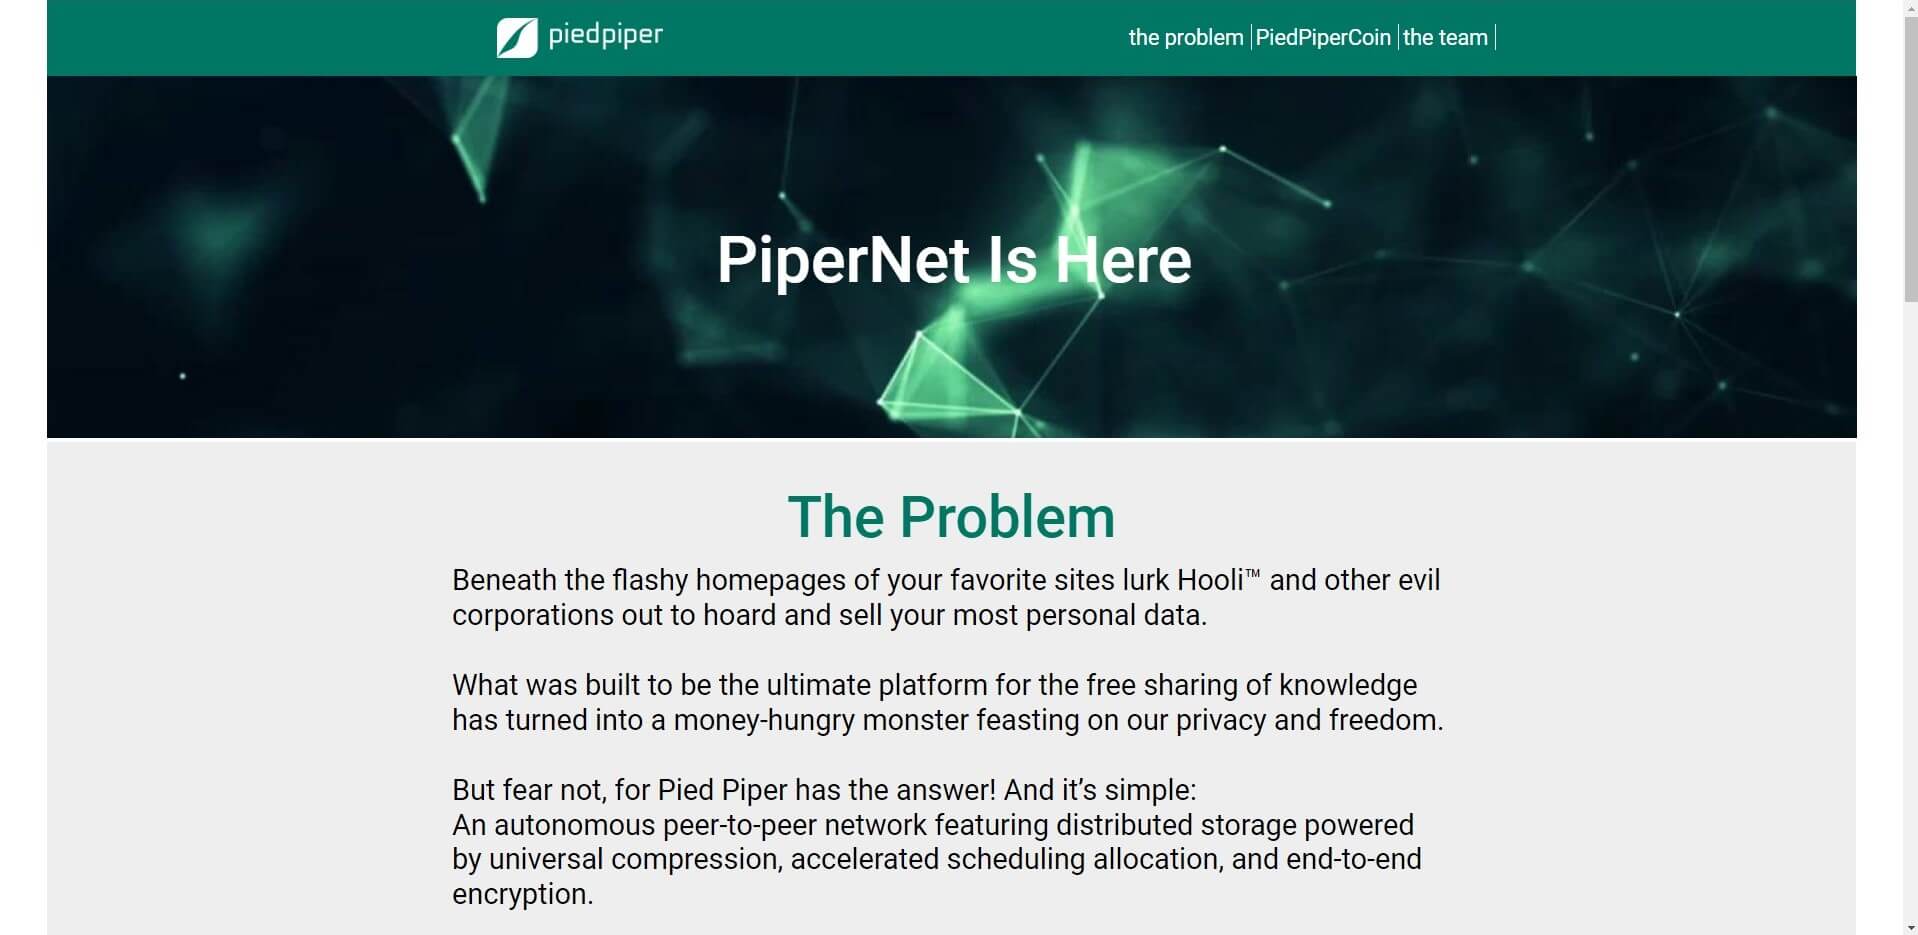 piedpiper
the problem | PiedPiperCoin | the team |
PiperNet Is Here
The Problem
Beneath the flashy homepages of your favorite sites lurk Hooli™ and other evil
corporations out to hoard and sell your most personal data.
What was built to be the ultimate platform for the free sharing of knowledge
has turned into a money-hungry monster feasting on our privacy and freedom.
But fear not, for Pied Piper has the answer! And it’s simple:
An autonomous peer-to-peer network featuring distributed storage powered
by universal compression, accelerated scheduling allocation, and end-to-end
encryption.